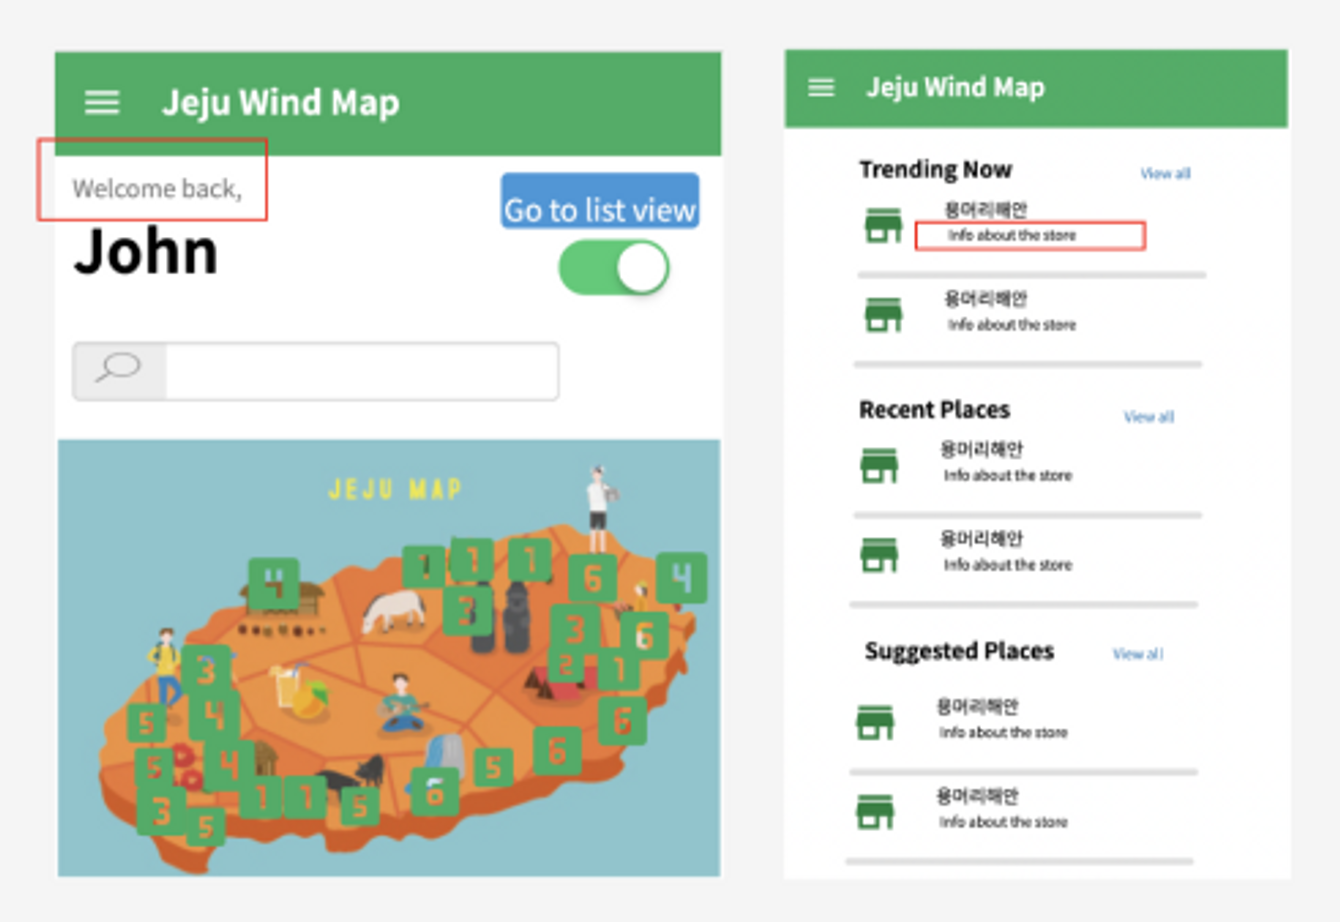 Jeju Wind Map
Welcome back,
John
Go to list view
JEJU MAP
4
1
1
1
6
4
3
3
6
2
1
3
4
5
6
4
5
6
5
6
1
1
5
3
5
Jeju Wind Map
Trending Now
View all
용머리해안
Info about the store
용머리해안
Info about the store
Recent Places
View all
용머리해안
Info about the store
용머리해안
Info about the store
Suggested Places
View all
용머리해안
Info about the store
용머리해안
Info about the store